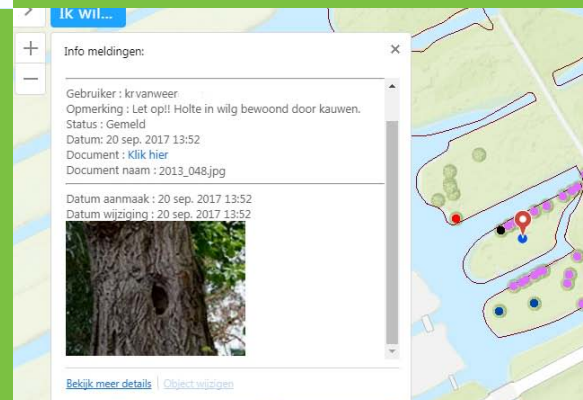 Ik wil...
Info meldingen:
Gebruiker : krvanweer
Opmerking : Let op!! Holte in wilg bewoond door kauwen.
Status : Gemeld
Datum: 20 sep. 2017 13:52
Document : Klik hier
Document naam : 2013_048.jpg
Datum aanmaak : 20 sep. 2017 13:52
Datum wijziging : 20 sep. 2017 13:52
Bekijk meer details | Object wijzigen